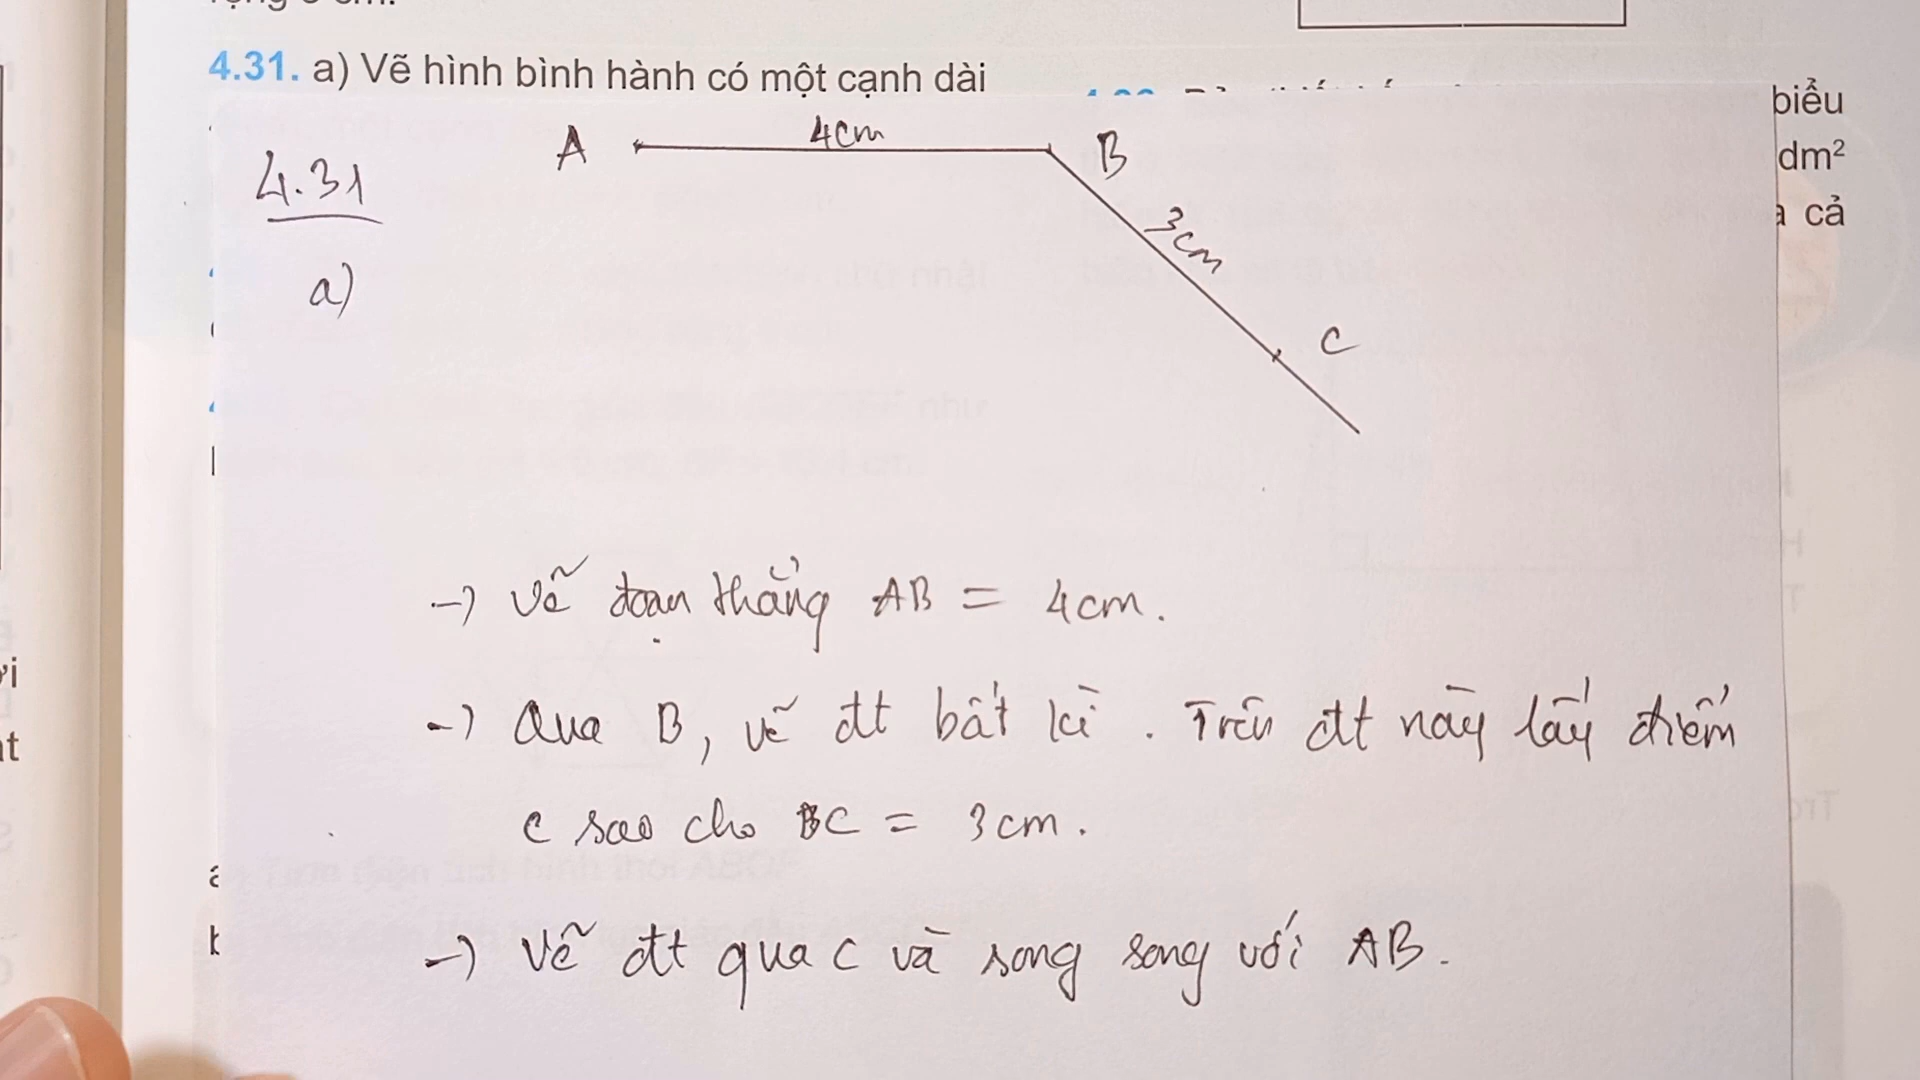 4.31. a) Vẽ hình bình hành có một cạnh dài
biểu
dm²
cả
4.31
a)
A
4cm
B
3cm
C
-> Vẽ đoạn thẳng AB = 4cm.
-> Qua B, vẽ đt bất kì. Trên đt này lấy điểm
C sao cho BC = 3cm.
-> Vẽ đt qua C và song song với AB.